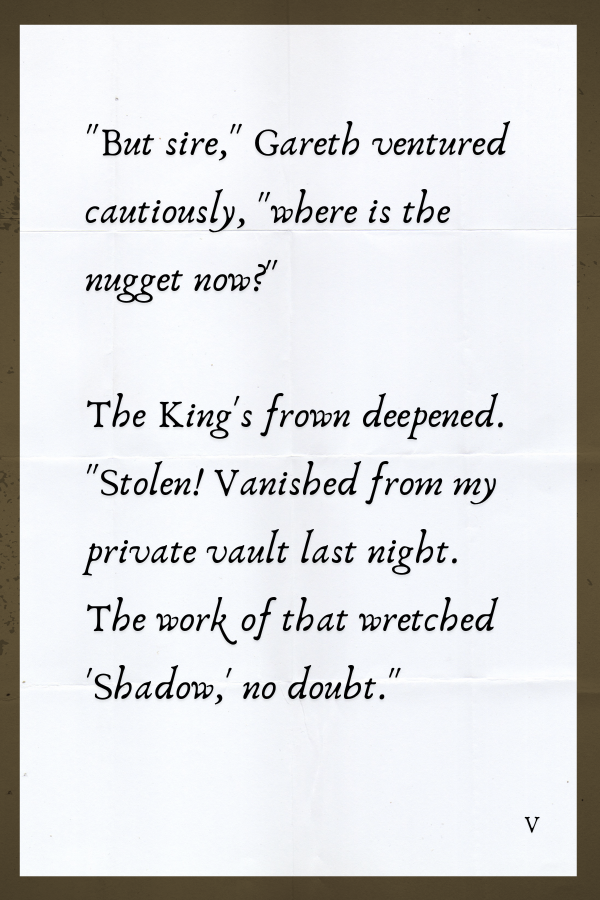 "But sire," Gareth ventured
cautiously, "where is the
nugget now?"
The King's frown deepened.
"Stolen! Vanished from my
private vault last night.
The work of that wretched
'Shadow,' no doubt."
V